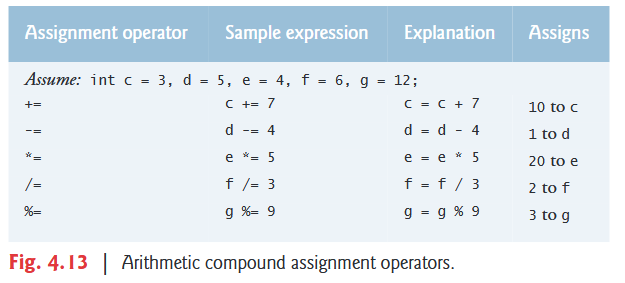 Assignment operator Sample expression Explanation Assigns
Assume: int c = 3, d = 5, e = 4, f = 6, g = 12;
+= c += 7 c = c + 7 10 to c
-= d -= 4 d = d - 4 1 to d
*= e *= 5 e = e * 5 20 to e
/= f /= 3 f = f / 3 2 to f
%= g %= 9 g = g % 9 3 to g
Fig. 4.13 | Arithmetic compound assignment operators.